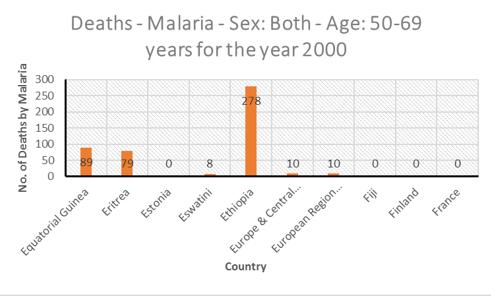 Deaths - Malaria - Sex: Both - Age: 50-69
years for the year 2000
No. of Deaths by Malaria
300
250
200
150
100
50
0
89
79
0
8
278
10
10
0
0
0
Equatorial Guinea
Eritrea
Estonia
Eswatini
Ethiopia
Europe & Central...
European Region...
Fiji
Finland
France
Country